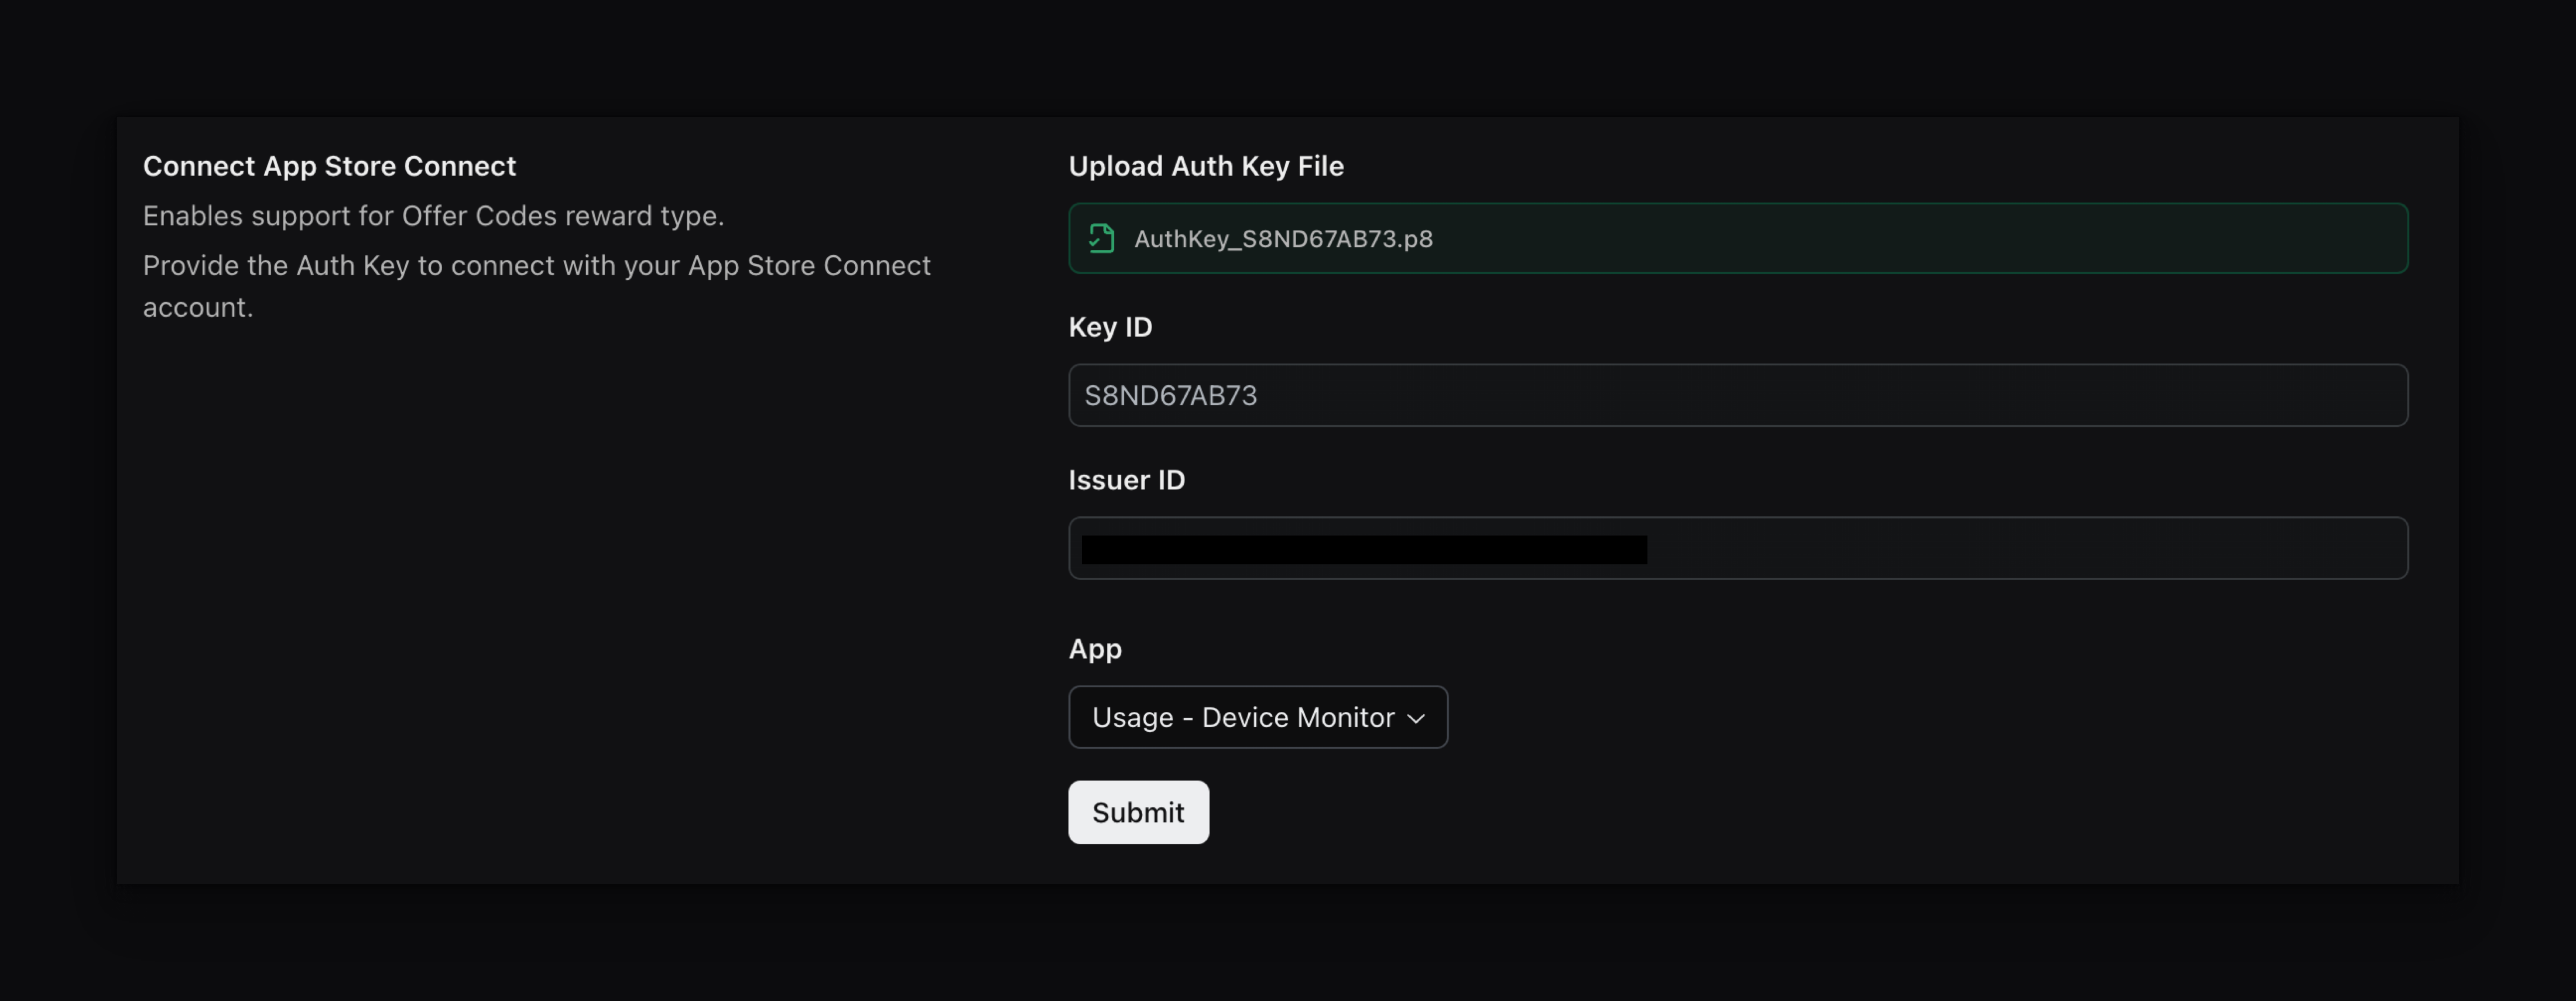 Connect App Store Connect
Enables support for Offer Codes reward type.
Provide the Auth Key to connect with your App Store Connect
account.
Upload Auth Key File
AuthKey_S8ND67AB73.p8
Key ID
S8ND67AB73
Issuer ID
App
Usage - Device Monitor
Submit